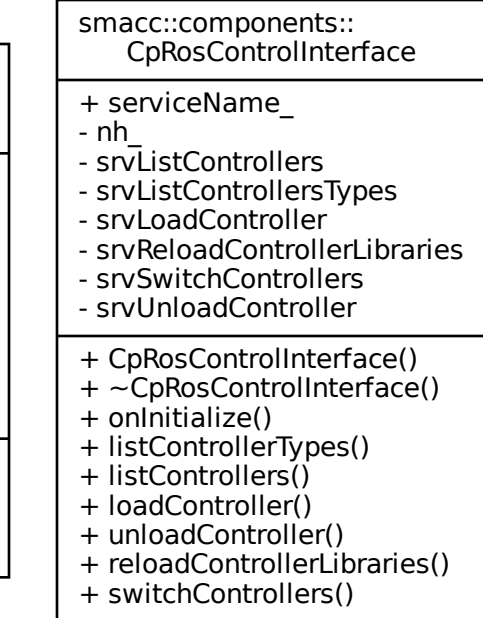 smacc::components::
CpRosControlInterface
+ serviceName_
- nh_
- srvListControllers
- srvListControllersTypes
- srvLoadController
- srvReloadControllerLibraries
- srvSwitchControllers
- srvUnloadController
+ CpRosControlInterface()
+ ~CpRosControlInterface()
+ onInitialize()
+ listControllerTypes()
+ listControllers()
+ loadController()
+ unloadController()
+ reloadControllerLibraries()
+ switchControllers()